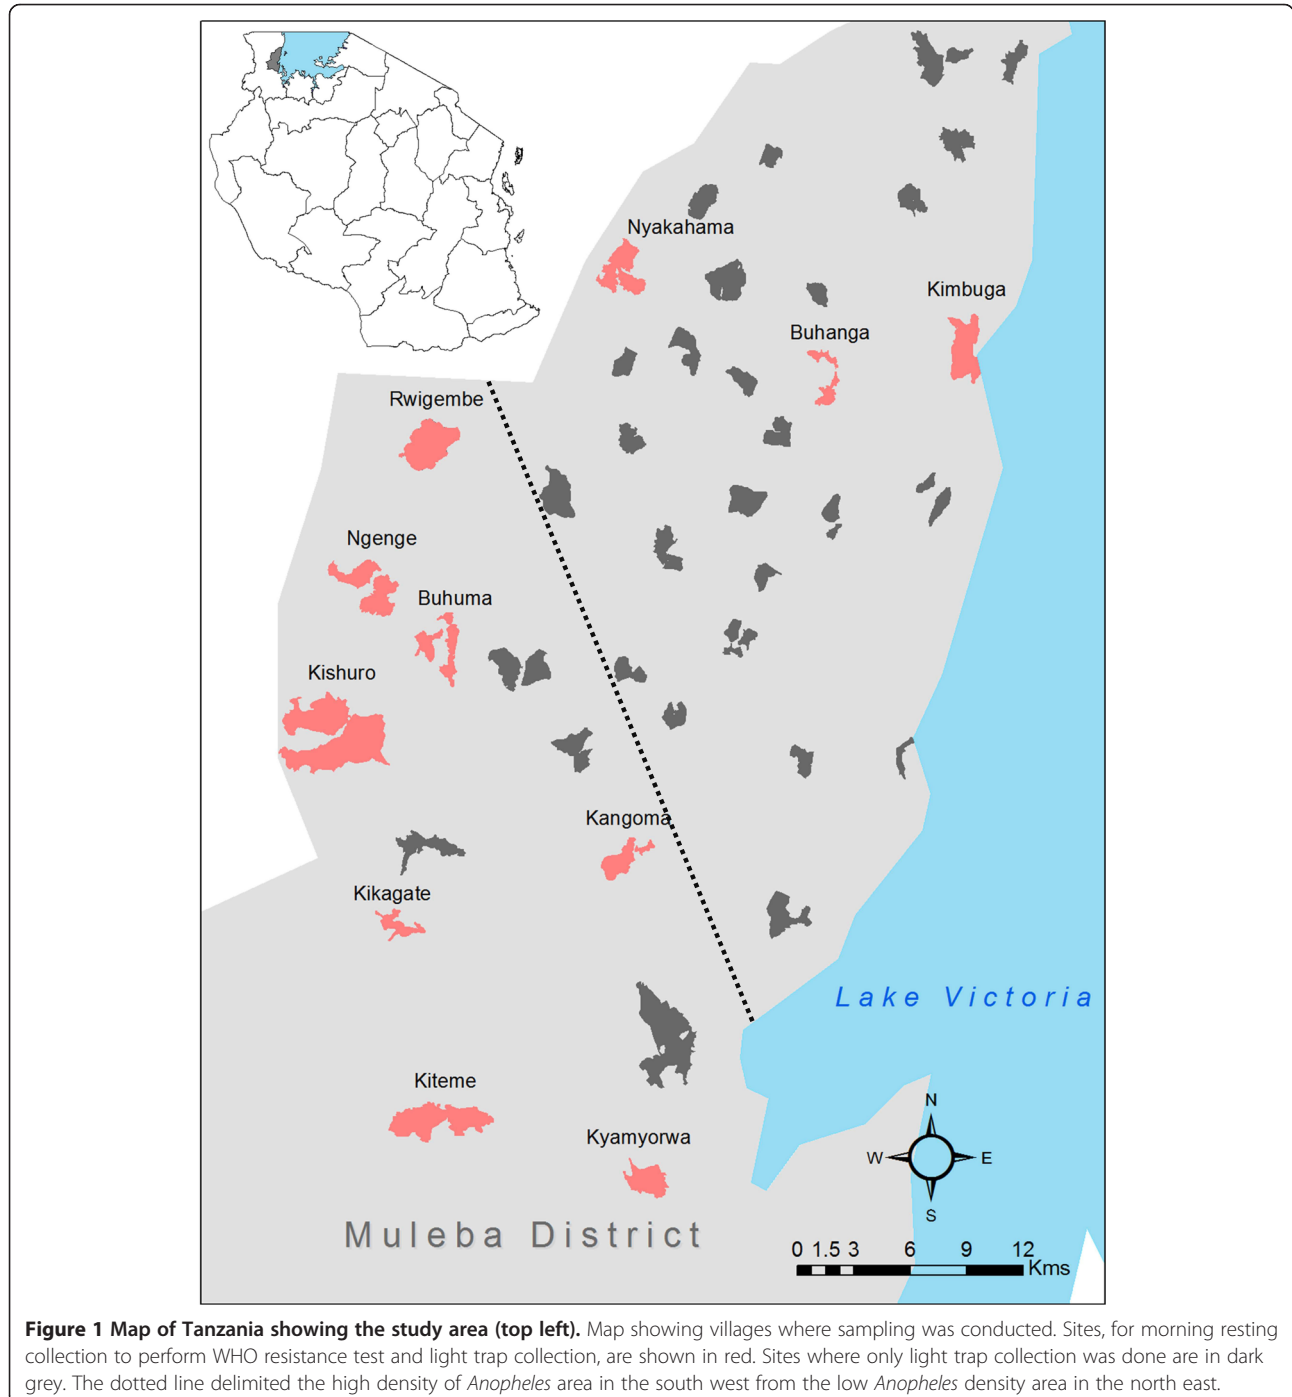 Nyakahama
Kimbuga
Buhanga
Rwigembe
Ngenge
Buhuma
Kishuro
Kangoma
Kikagate
Lake Victoria
Kiteme
N
W E
S
Kyamyorwa
Muleba District
0 1.5 3 6 9 12
Kms
Figure 1 Map of Tanzania showing the study area (top left). Map showing villages where sampling was conducted. Sites, for morning resting
collection to perform WHO resistance test and light trap collection, are shown in red. Sites where only light trap collection was done are in dark
grey. The dotted line delimited the high density of Anopheles area in the south west from the low Anopheles density area in the north east.